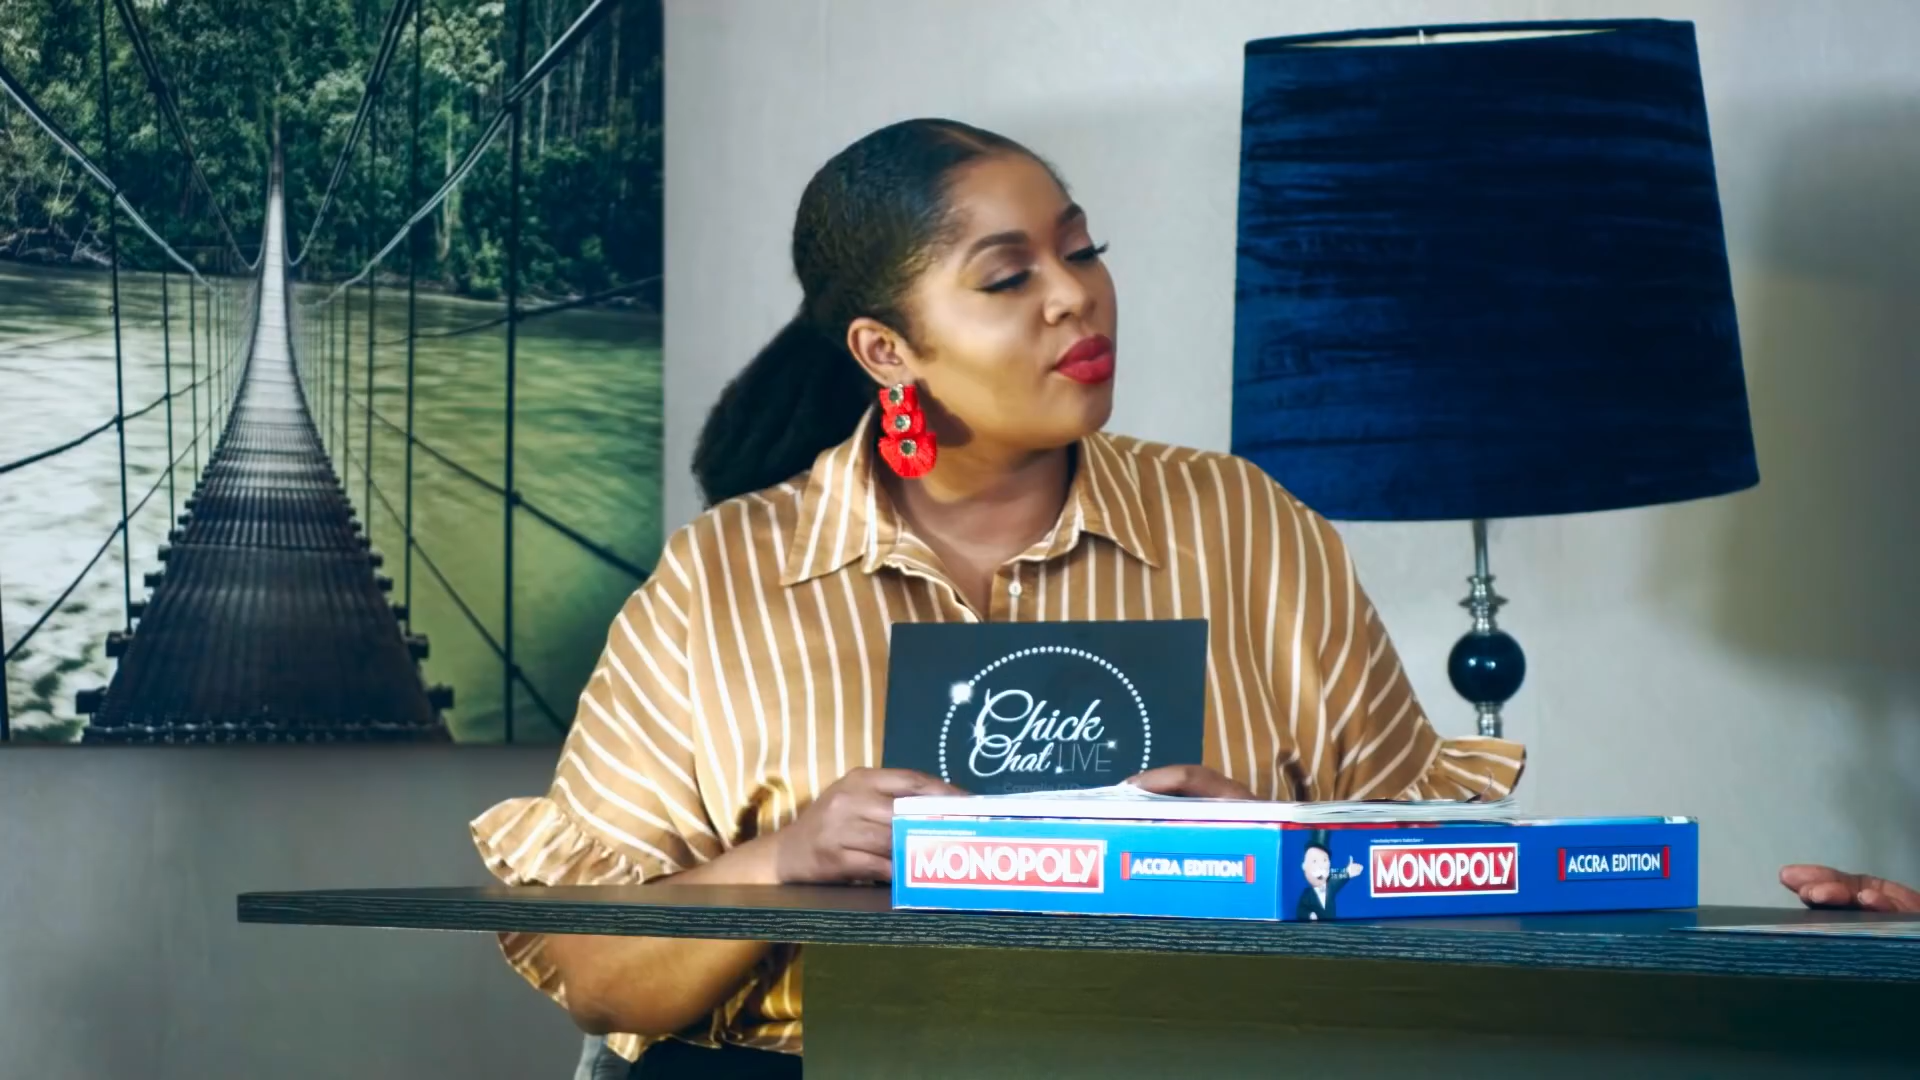 Chick
Chat LIVE
MONOPOLY
ACCRA EDITION
MONOPOLY
ACCRA EDITION